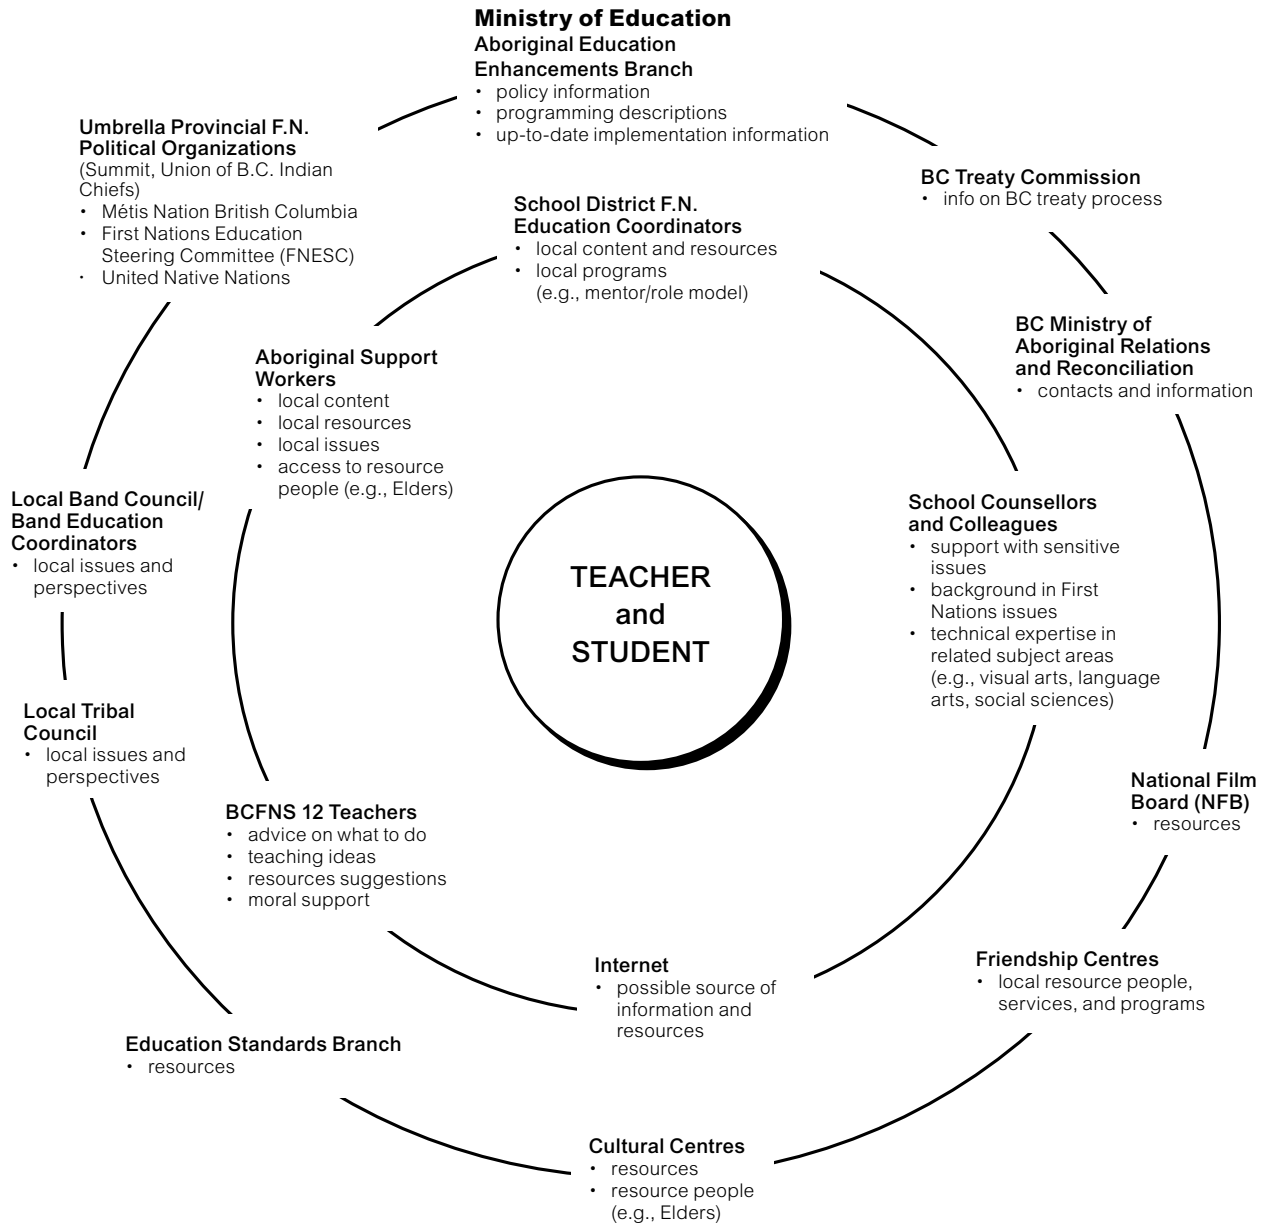 Ministry of Education
Aboriginal Education
Enhancements Branch
• policy information
• programming descriptions
• up-to-date implementation information
Umbrella Provincial F.N.
Political Organizations
(Summit, Union of B.C. Indian
Chiefs)
• Métis Nation British Columbia
• First Nations Education
Steering Committee (FNESC)
· United Native Nations
BC Treaty Commission
• info on BC treaty process
School District F.N.
Education Coordinators
• local content and resources
• local programs
(e.g., mentor/role model)
BC Ministry of
Aboriginal Relations
and Reconciliation
• contacts and information
Aboriginal Support
Workers
• local content
• local resources
• local issues
• access to resource
people (e.g., Elders)
Local Band Council/
Band Education
Coordinators
• local issues and
perspectives
School Counsellors
and Colleagues
• support with sensitive
issues
• background in First
Nations issues
• technical expertise in
related subject areas
(e.g., visual arts, language
arts, social sciences)
TEACHER
and
STUDENT
Local Tribal
Council
• local issues and
perspectives
National Film
Board (NFB)
• resources
BCFNS 12 Teachers
• advice on what to do
• teaching ideas
• resources suggestions
• moral support
Internet
• possible source of
information and
resources
Friendship Centres
• local resource people,
services, and programs
Education Standards Branch
• resources
Cultural Centres
• resources
• resource people
(e.g., Elders)